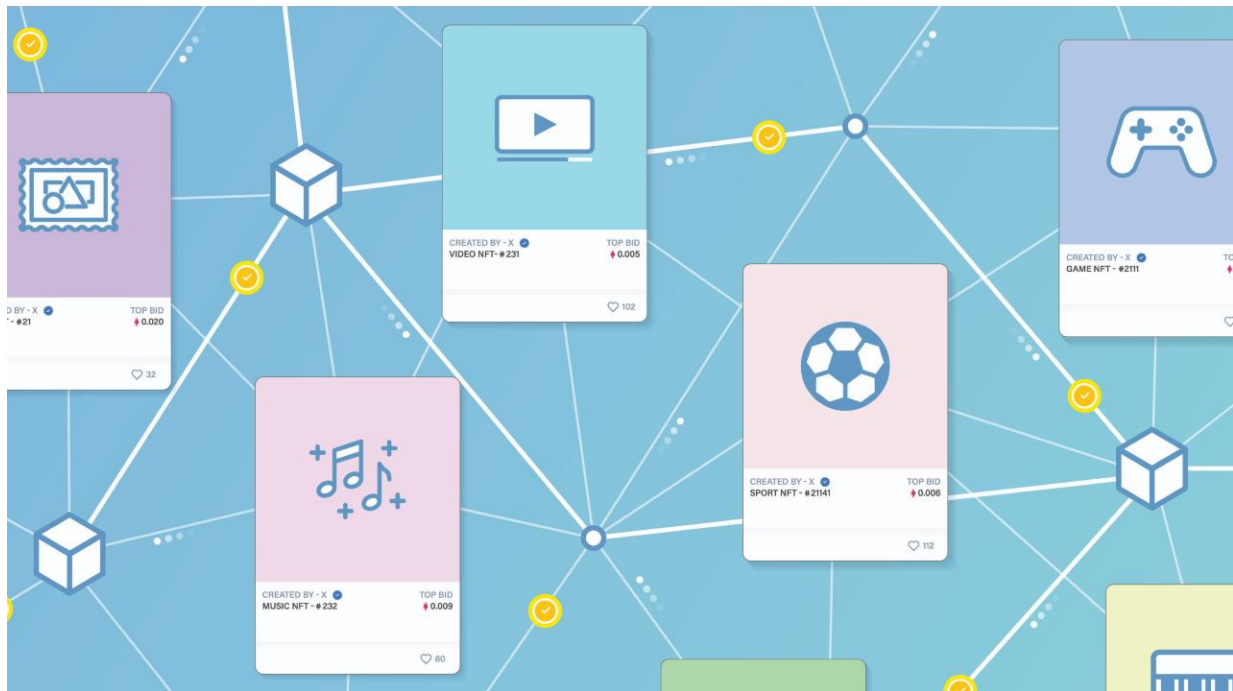 CREATED BY - X TOP BID
VIDEO NFT- # 231 0.005
102
CREATED BY - X
GAME NFT - #2111
D BY - X TOP BID
#21 0.020
32
CREATED BY - X TOP BID
SPORT NFT - #21141 0.006
112
CREATED BY - X TOP BID
MUSIC NFT - # 232 0.009
80